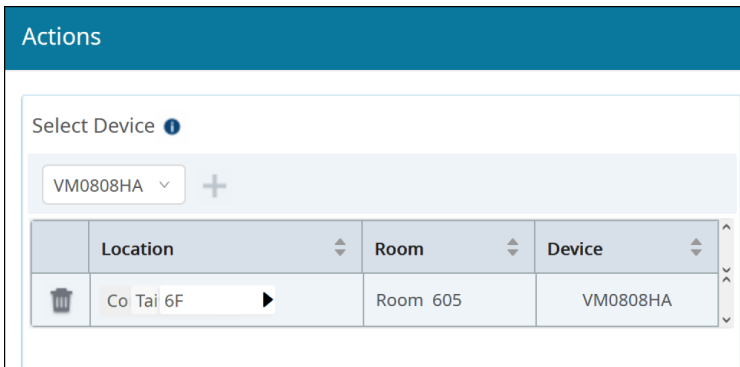 Actions
Select Device
VM0808HA
Location Room Device
Co Tai 6F Room 605 VM0808HA